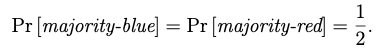 Pr [majority-blue] = Pr [majority-red] = 1/2.